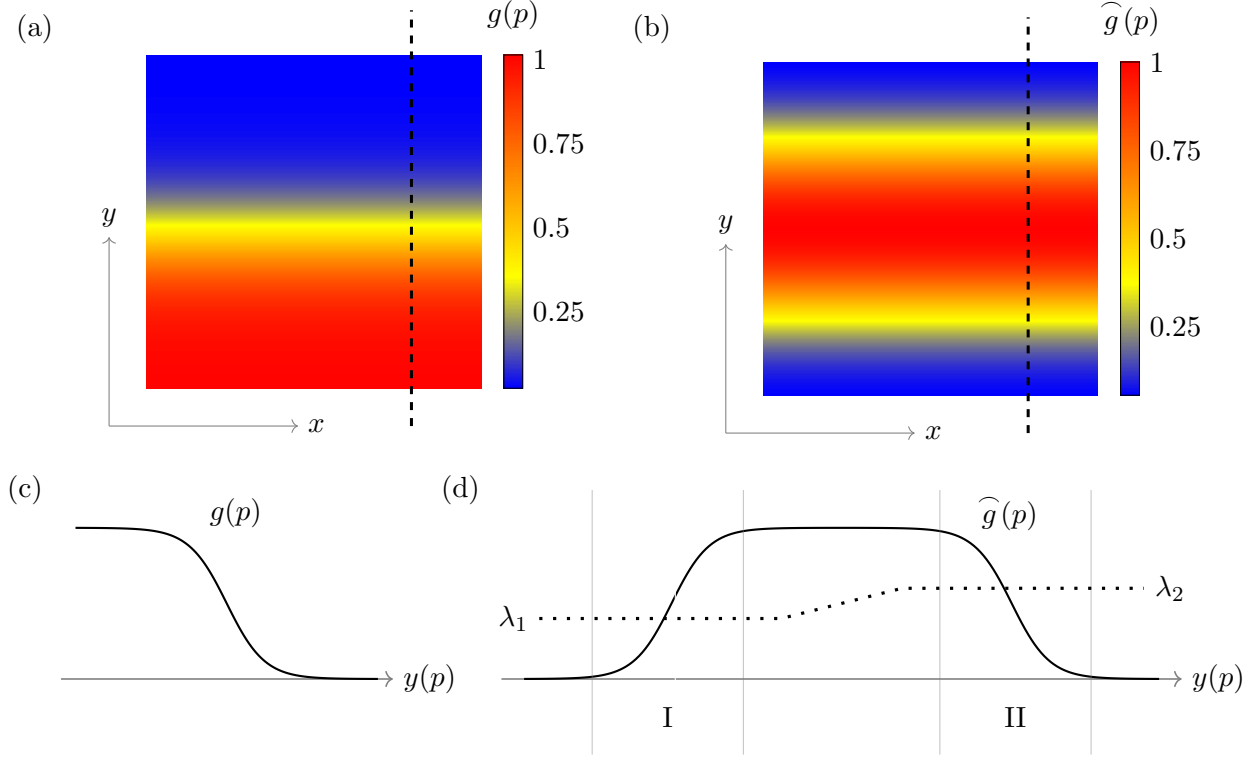 (a)
g(p)
1
0.75
0.5
0.25
y
x
(b)
ĝ(p)
1
0.75
0.5
0.25
y
x
(c)
g(p)
y(p)
(d)
ĝ(p)
λ₁
λ₂
y(p)
I
II